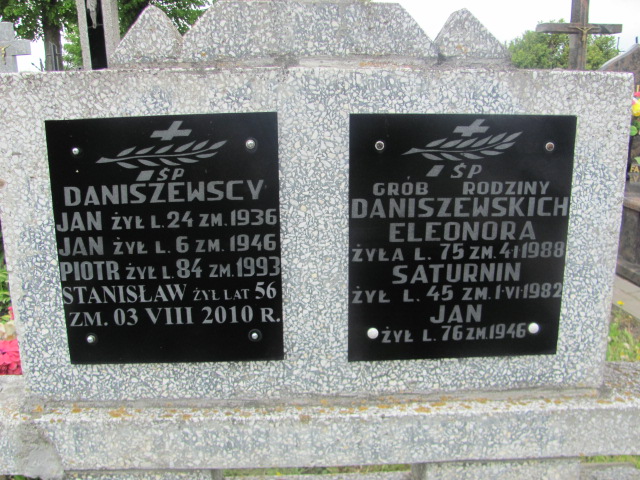 ŚP
DANISZEWSCY
JAN ŻYŁ L. 24 ZM. 1936
JAN ŻYŁ L. 6 ZM. 1946
PIOTR ŻYŁ L. 84 ZM. 1993
STANISŁAW ŻYŁ LAT 56
ZM. 03 VIII 2010 R.
ŚP
GRÓB RODZINY
DANISZEWSKICH
ELEONORA
ŻYŁA L. 75 ZM. 4 I 1988
SATURNIN
ŻYŁ L. 45 ZM. 1·VI·1982
JAN
ŻYŁ L. 76 ZM. 1946